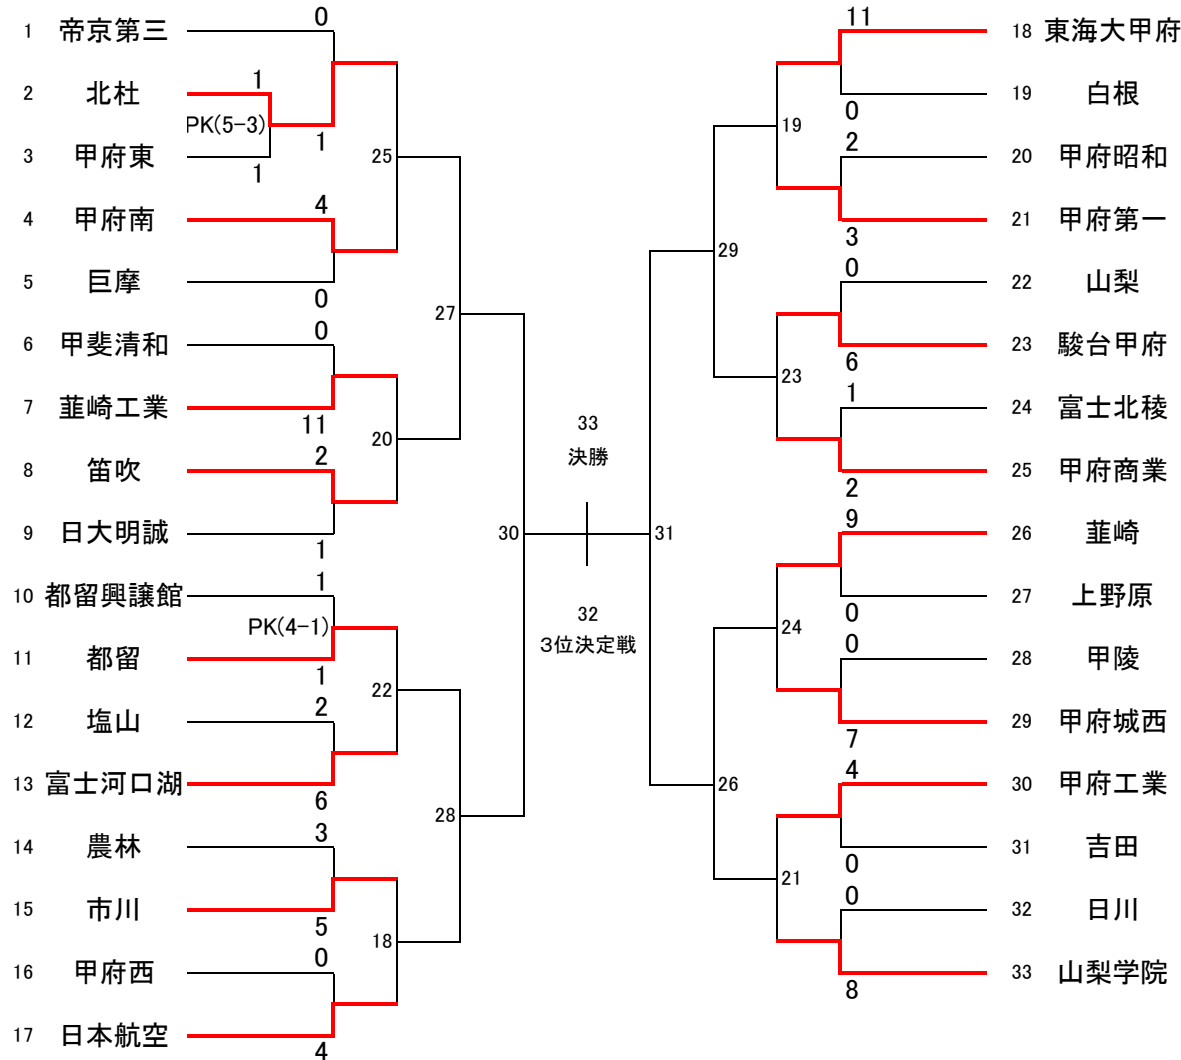 0
1 帝京第三
1
2 北杜
PK(5-3)
1
3 甲府東
1
25
4
4 甲府南
5 巨摩
0
0
6 甲斐清和
27
7 韮崎工業
11
20
2
8 笛吹
9 日大明誠
1
30
1
10 都留興譲館
PK(4-1)
11 都留
1
22
2
12 塩山
13 富士河口湖
6
28
3
14 農林
15 市川
5
18
0
16 甲府西
17 日本航空
4
33
決勝
32
3位決定戦
11
18 東海大甲府
19 白根
0
19
2
20 甲府昭和
21 甲府第一
3
29
0
22 山梨
23 駿台甲府
6
23
1
24 富士北稜
25 甲府商業
2
31
9
26 韮崎
27 上野原
0
24
0
28 甲陵
29 甲府城西
7
26
4
30 甲府工業
31 吉田
0
21
0
32 日川
33 山梨学院
8